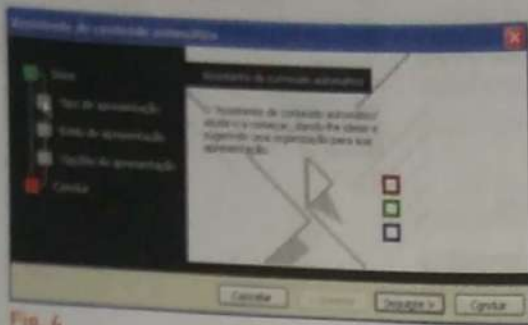 Assistente de conteúdo automático
Início
Tipo de apresentação
Estilo de apresentação
Opções de apresentação
Concluir
Assistente de conteúdo automático
O 'Assistente de conteúdo automático'
ajuda-o a começar, dando-lhe ideias e
sugerindo uma organização para sua
apresentação.
Cancelar
Seguinte >
Concluir
Fig. 4